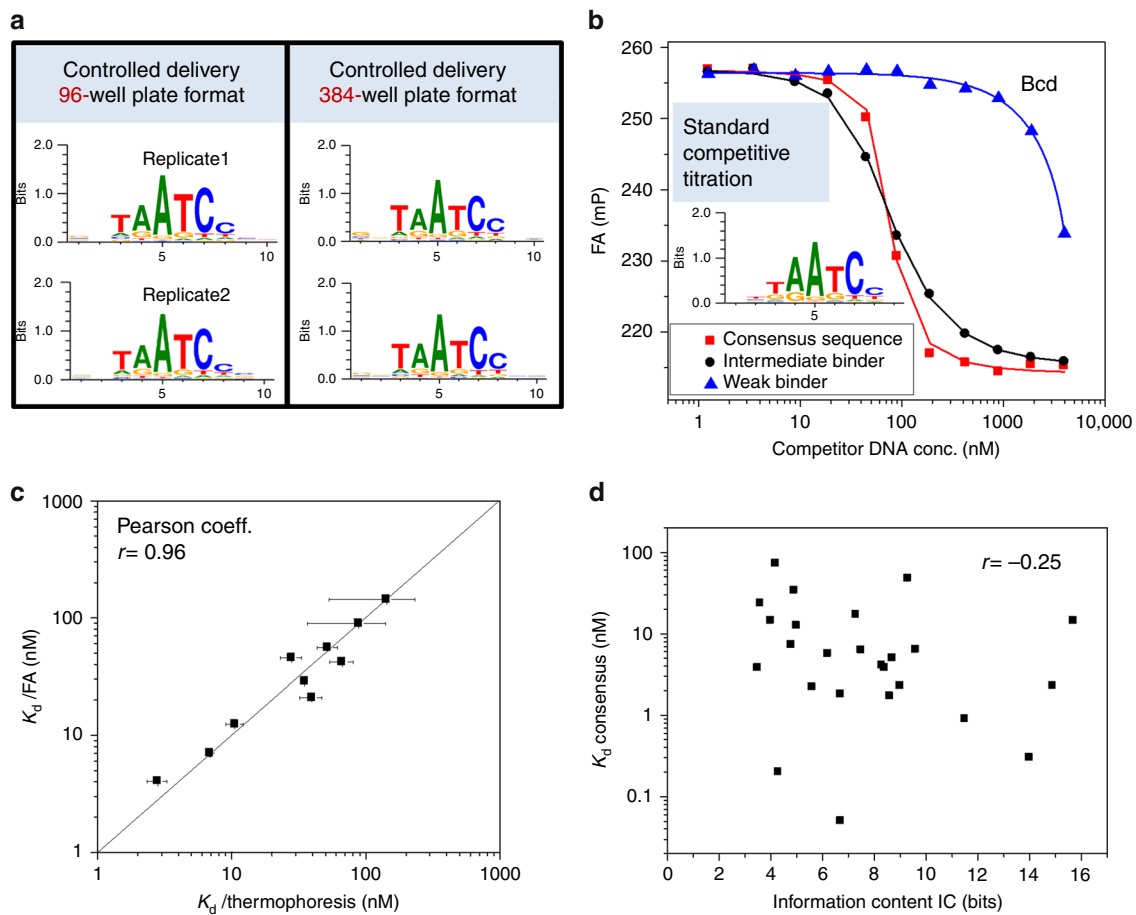 a
Controlled delivery
96-well plate format
Controlled delivery
384-well plate format
2.0
Replicate1
Bits
1.0
TAATCC
0.0
5
10
2.0
Bits
1.0
TAATCC
0.0
5
10
2.0
Replicate2
Bits
1.0
TAATCC
0.0
5
10
2.0
Bits
1.0
TAATCC
0.0
5
10
b
260
250
240
230
220
FA (mP)
Bcd
Standard
competitive
titration
2.0
Bits
1.0
TAATCC
0.0
5
Consensus sequence
Intermediate binder
Weak binder
1
10
100
1000
10,000
Competitor DNA conc. (nM)
c
1000
100
10
1
Kd /FA (nM)
Pearson coeff.
r= 0.96
1
10
100
1000
Kd /thermophoresis (nM)
d
100
10
1
0.1
Kd consensus (nM)
r= –0.25
0
2
4
6
8
10
12
14
16
Information content IC (bits)